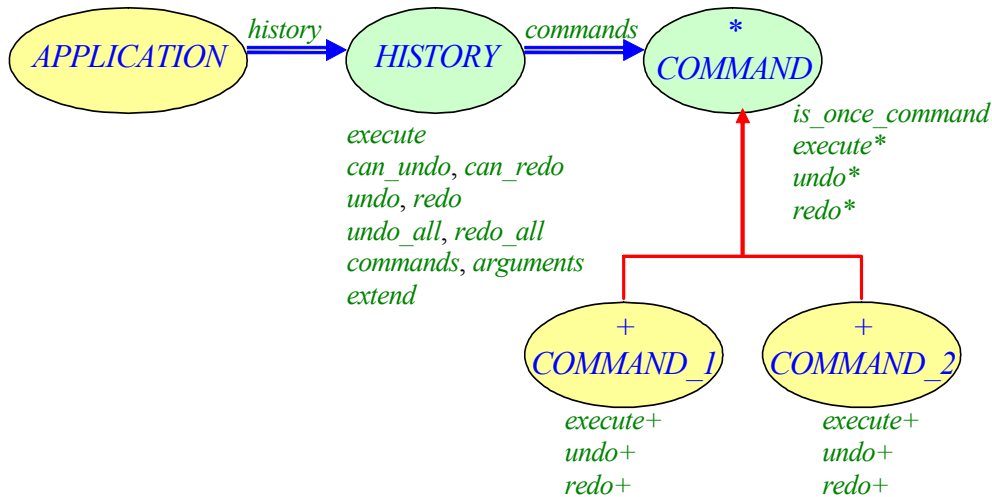 history
commands
APPLICATION
HISTORY
*
COMMAND
execute
can_undo, can_redo
undo, redo
undo_all, redo_all
commands, arguments
extend
is_once_command
execute*
undo*
redo*
+
COMMAND_1
+
COMMAND_2
execute+
undo+
redo+
execute+
undo+
redo+